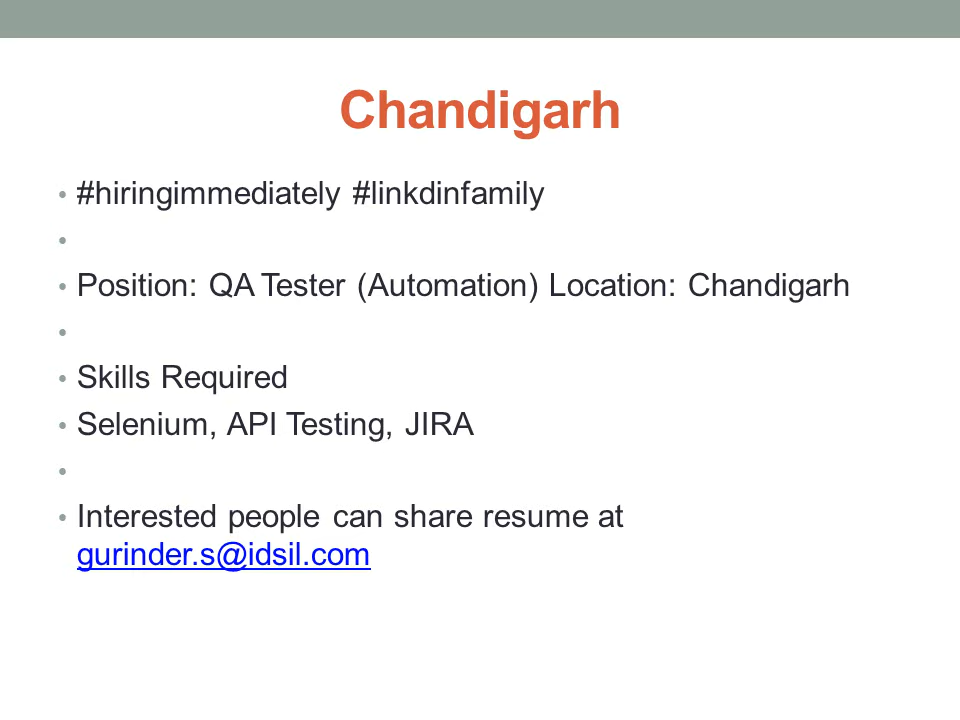 Chandigarh
• #hiringimmediately #linkdinfamily
•
• Position: QA Tester (Automation) Location: Chandigarh
•
• Skills Required
• Selenium, API Testing, JIRA
•
• Interested people can share resume at
gurinder.s@idsil.com